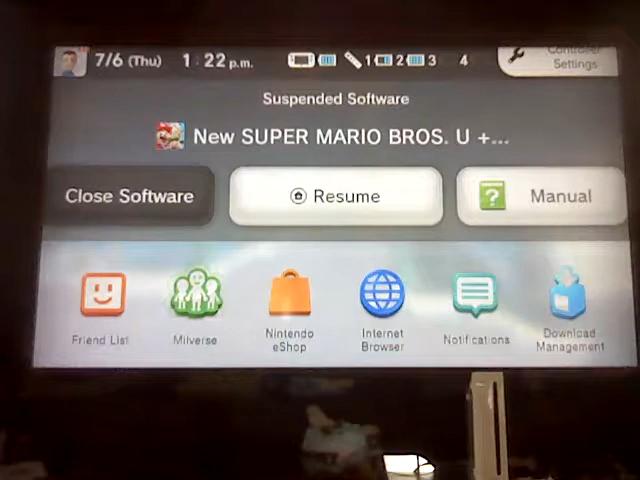 7/6 (Thu) 1:22 p.m. 1 2 3 4
Controller Settings
Suspended Software
New SUPER MARIO BROS. U +...
Close Software
Resume
? Manual
Friend List
Miiverse
Nintendo eShop
Internet Browser
Notifications
Download Management